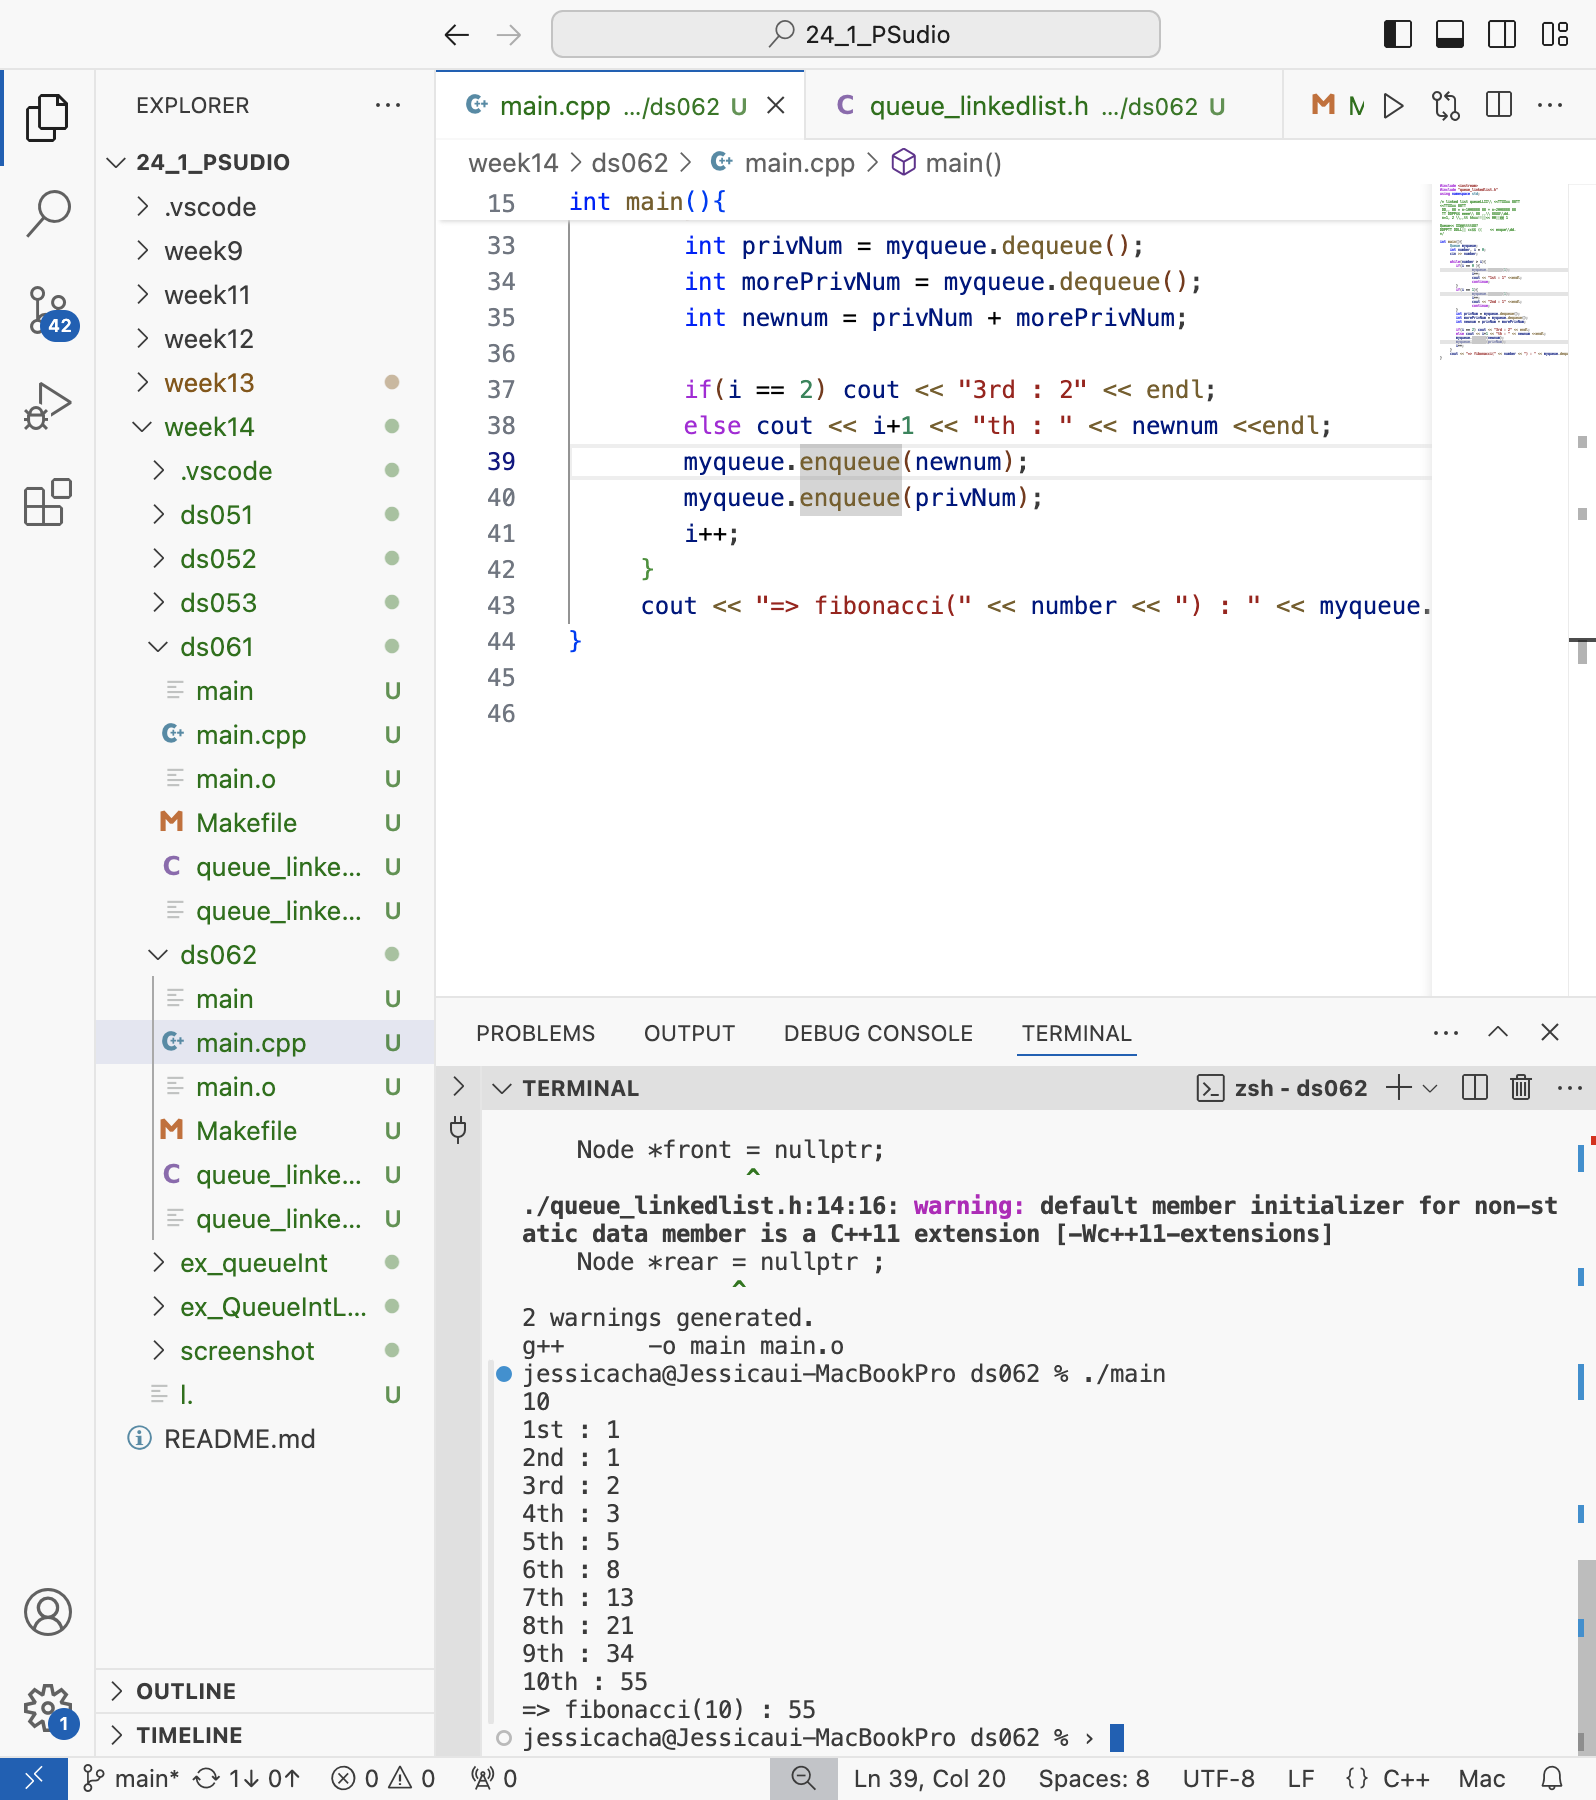 24_1_PSudio
EXPLORER
24_1_PSUDIO
.vscode
week9
week11
week12
week13
week14
.vscode
ds051
ds052
ds053
ds061
main U
main.cpp U
main.o U
Makefile U
queue_linke... U
queue_linke... U
ds062
main U
main.cpp U
main.o U
Makefile U
queue_linke... U
queue_linke... U
ex_queueInt
ex_QueueIntL...
screenshot
l. U
README.md
OUTLINE
TIMELINE
42
1
main.cpp .../ds062 U
queue_linkedlist.h .../ds062 U
week14 > ds062 > main.cpp > main()
15 int main(){
33 int privNum = myqueue.dequeue();
34 int morePrivNum = myqueue.dequeue();
35 int newnum = privNum + morePrivNum;
36
37 if(i == 2) cout << "3rd : 2" << endl;
38 else cout << i+1 << "th : " << newnum <<endl;
39 myqueue.enqueue(newnum);
40 myqueue.enqueue(privNum);
41 i++;
42 }
43 cout << "=> fibonacci(" << number << ") : " << myqueue.
44 }
45
46
PROBLEMS OUTPUT DEBUG CONSOLE TERMINAL
TERMINAL zsh - ds062
Node *front = nullptr;
^
./queue_linkedlist.h:14:16: warning: default member initializer for non-st
atic data member is a C++11 extension [-Wc++11-extensions]
Node *rear = nullptr ;
^
2 warnings generated.
g++ -o main main.o
jessicacha@Jessicaui-MacBookPro ds062 % ./main
10
1st : 1
2nd : 1
3rd : 2
4th : 3
5th : 5
6th : 8
7th : 13
8th : 21
9th : 34
10th : 55
=> fibonacci(10) : 55
jessicacha@Jessicaui-MacBookPro ds062 % ›
main* 1↓ 0↑ 0 0 0 Ln 39, Col 20 Spaces: 8 UTF-8 LF {} C++ Mac